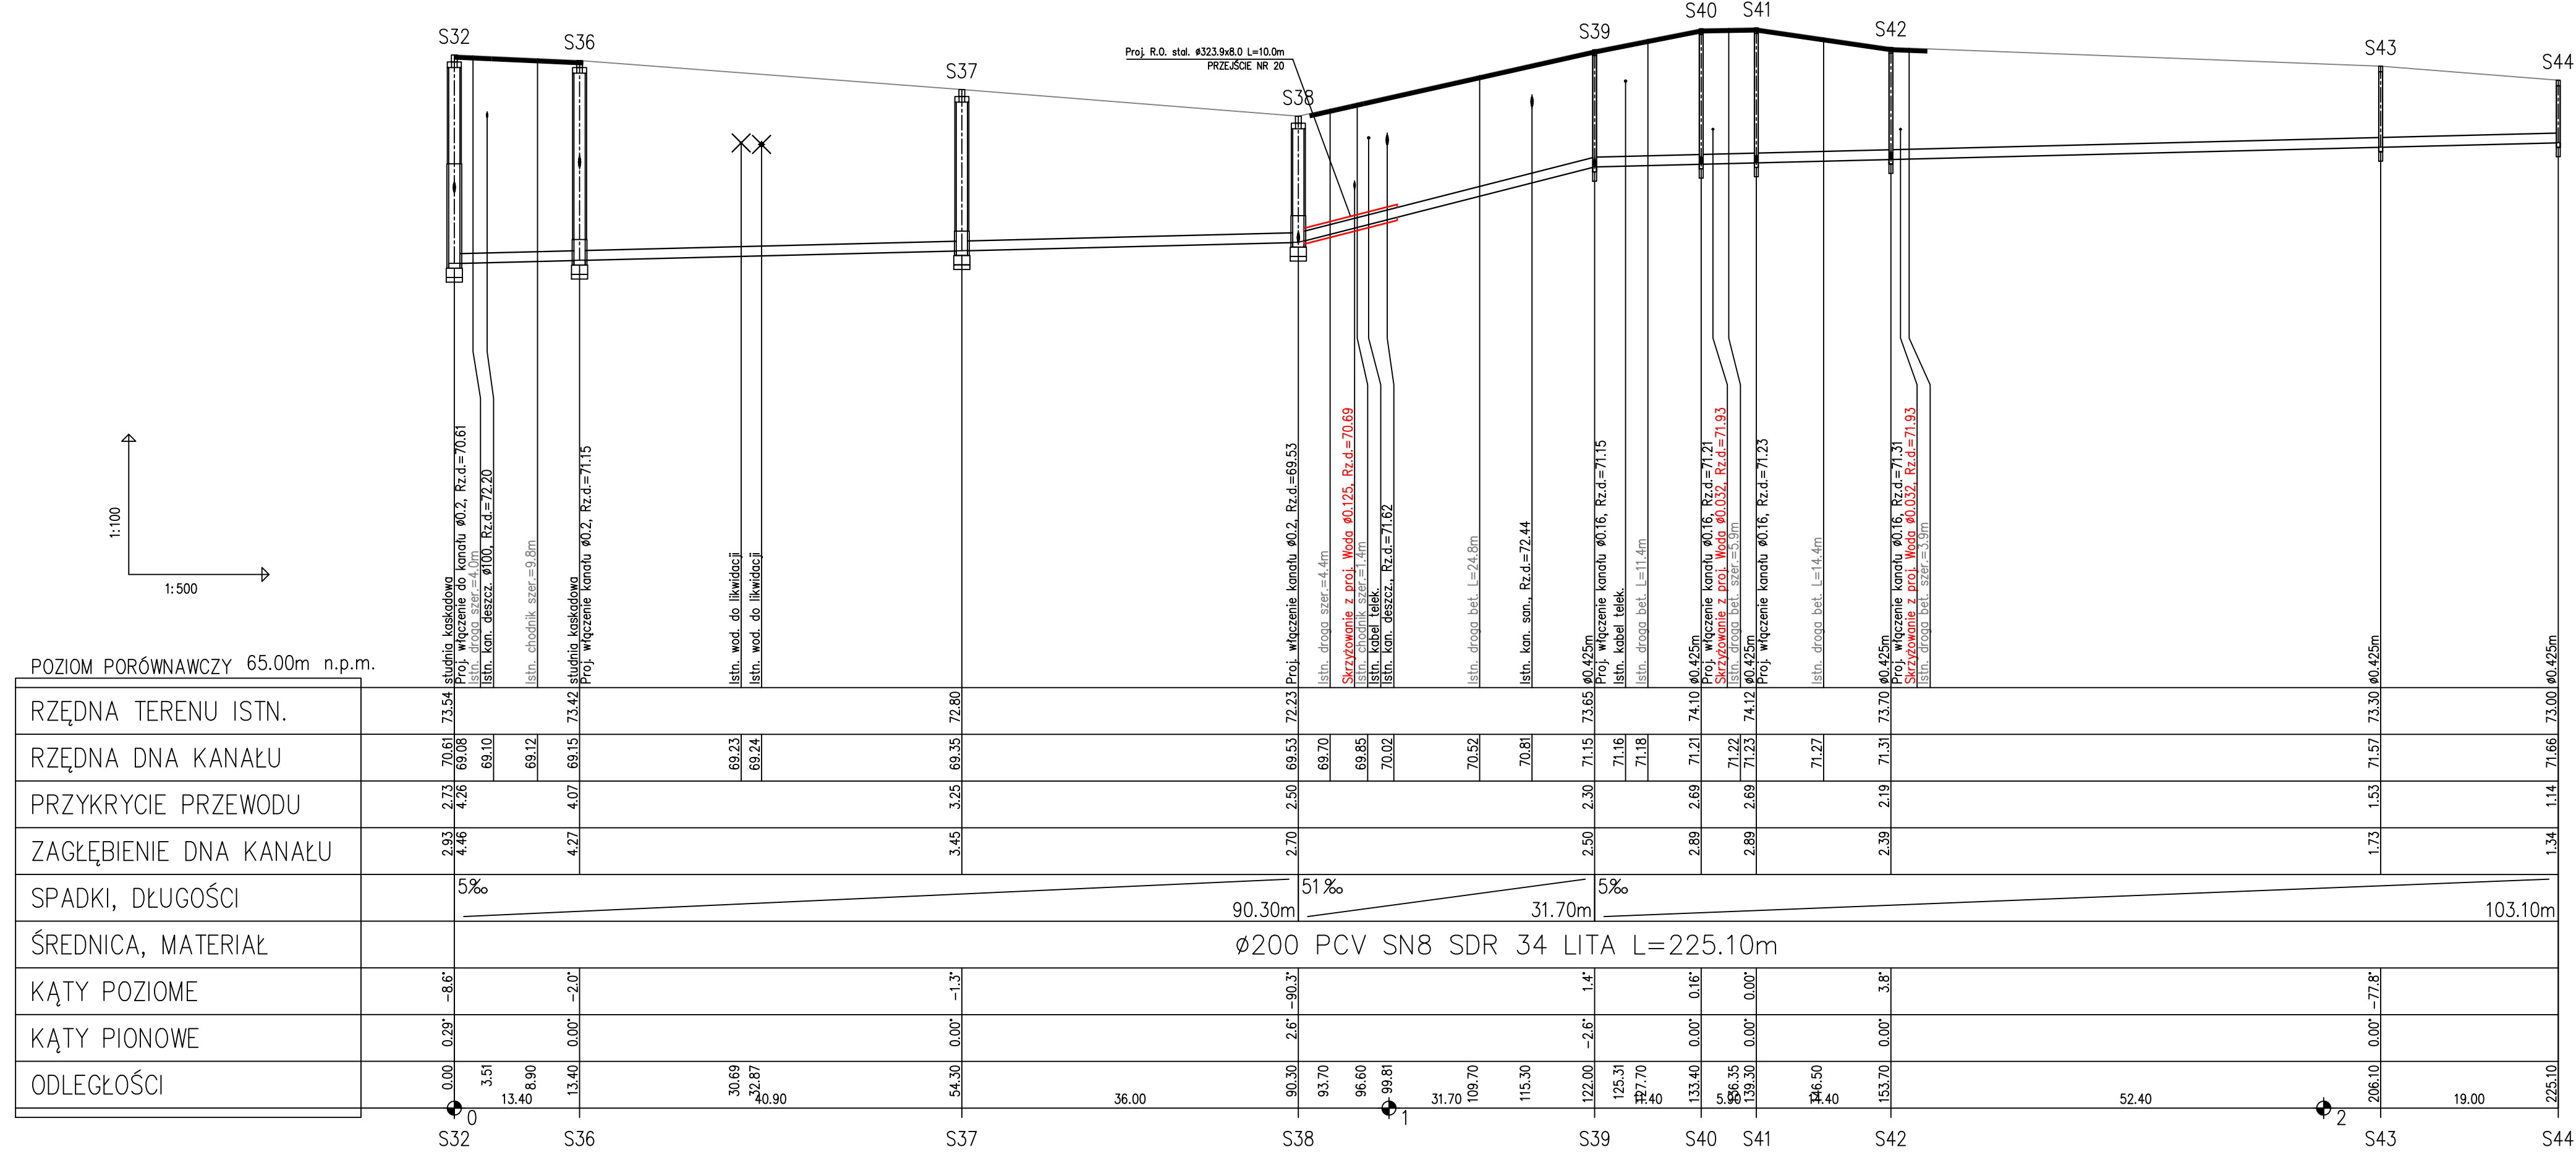 S32
S36
S37
S38
S39
S40
S41
S42
S43
S44
Proj. R.O. stal. ø323.9x8.0 L=10.0m
PRZEJŚCIE NR 20
1:100
1:500
studnia kaskadowa
Proj. włączenie do kanału ø0.2, Rz.d.=70.61
Istn. droga szer.=4.0m
Istn. kan. deszcz. ø100, Rz.d.=72.20
Istn. chodnik szer.=9.8m
studnia kaskadowa
Proj. włączenie kanału ø0.2, Rz.d.=71.15
Istn. wod. do likwidacji
Istn. wod. do likwidacji
Proj. włączenie kanału ø0.2, Rz.d.=69.53
Istn. droga szer.=4.4m
Skrzyżowanie z proj. Woda ø0.125, Rz.d.=70.69
Istn. chodnik szer.=1.4m
Istn. kabel telek.
Istn. kan. deszcz., Rz.d.=71.62
Istn. droga bet. L=24.8m
Istn. kan. san., Rz.d.=72.44
ø0.425m
Proj. włączenie kanału ø0.16, Rz.d.=71.15
Istn. kabel telek.
Istn. droga bet. L=11.4m
ø0.425m
Proj. włączenie kanału ø0.16, Rz.d.=71.21
Skrzyżowanie z proj. Woda ø0.032, Rz.d.=71.93
Istn. droga bet. szer.=5.9m
ø0.425m
Proj. włączenie kanału ø0.16, Rz.d.=71.23
Istn. droga bet. L=14.4m
ø0.425m
Proj. włączenie kanału ø0.16, Rz.d.=71.31
Skrzyżowanie z proj. Woda ø0.032, Rz.d.=71.93
Istn. droga bet. szer.=3.9m
ø0.425m
ø0.425m
POZIOM PORÓWNAWCZY 65.00m n.p.m.
RZĘDNA TERENU ISTN. 73.54 73.42 72.80 72.23 73.65 74.10 74.12 73.70 73.30 73.00
RZĘDNA DNA KANAŁU 70.61 69.08 69.10 69.12 69.15 69.23 69.24 69.35 69.53 69.70 69.85 70.02 70.52 70.81 71.15 71.16 71.18 71.21 71.22 71.23 71.27 71.31 71.57 71.66
PRZYKRYCIE PRZEWODU 2.73 4.26 4.07 3.25 2.50 2.30 2.69 2.69 2.19 1.53 1.14
ZAGŁĘBIENIE DNA KANAŁU 2.93 4.46 4.27 3.45 2.70 2.50 2.89 2.89 2.39 1.73 1.34
SPADKI, DŁUGOŚCI 5‰ 90.30m 51‰ 31.70m 5‰ 103.10m
ŚREDNICA, MATERIAŁ ø200 PCV SN8 SDR 34 LITA L=225.10m
KĄTY POZIOME -8.6° -2.0° -1.3° -90.3° 1.4° 0.16° 0.00° 3.8° -77.8°
KĄTY PIONOWE 0.29° 0.00° 0.00° 2.6° -2.6° 0.00° 0.00° 0.00° 0.00°
ODLEGŁOŚCI 0.00 3.51 8.90 13.40 30.69 32.87 54.30 90.30 93.70 96.60 99.81 109.70 115.30 122.00 125.31 127.70 133.40 136.35 139.30 146.50 153.70 206.10 225.10
13.40 40.90 36.00 31.70 11.40 5.90 14.40 52.40 19.00
0 1 2
S32 S36 S37 S38 S39 S40 S41 S42 S43 S44